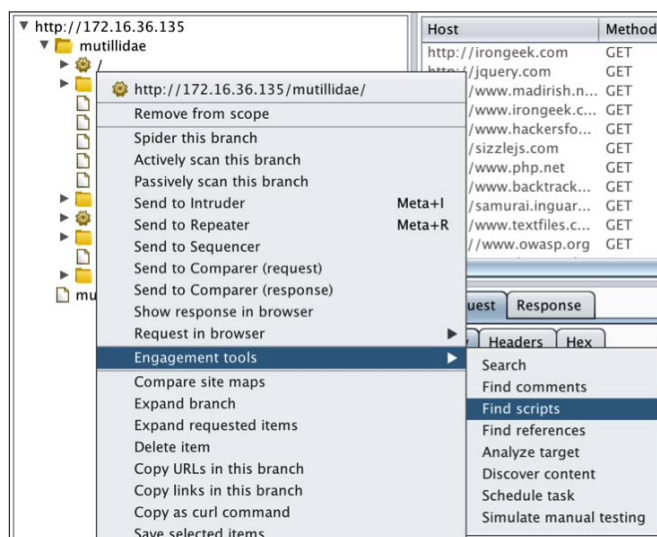 http://172.16.36.135
mutillidae
/
mu
Host Method
http://irongeek.com GET
http://jquery.com GET
/www.madirish.n... GET
/www.irongeek.c... GET
/www.hackersfo... GET
/sizzlejs.com GET
/www.php.net GET
/www.backtrack... GET
/samurai.inguar... GET
/www.textfiles.c... GET
//www.owasp.org GET
uest Response
Headers Hex
http://172.16.36.135/mutillidae/
Remove from scope
Spider this branch
Actively scan this branch
Passively scan this branch
Send to Intruder Meta+I
Send to Repeater Meta+R
Send to Sequencer
Send to Comparer (request)
Send to Comparer (response)
Show response in browser
Request in browser
Engagement tools
Compare site maps
Expand branch
Expand requested items
Delete item
Copy URLs in this branch
Copy links in this branch
Copy as curl command
Save selected items
Search
Find comments
Find scripts
Find references
Analyze target
Discover content
Schedule task
Simulate manual testing